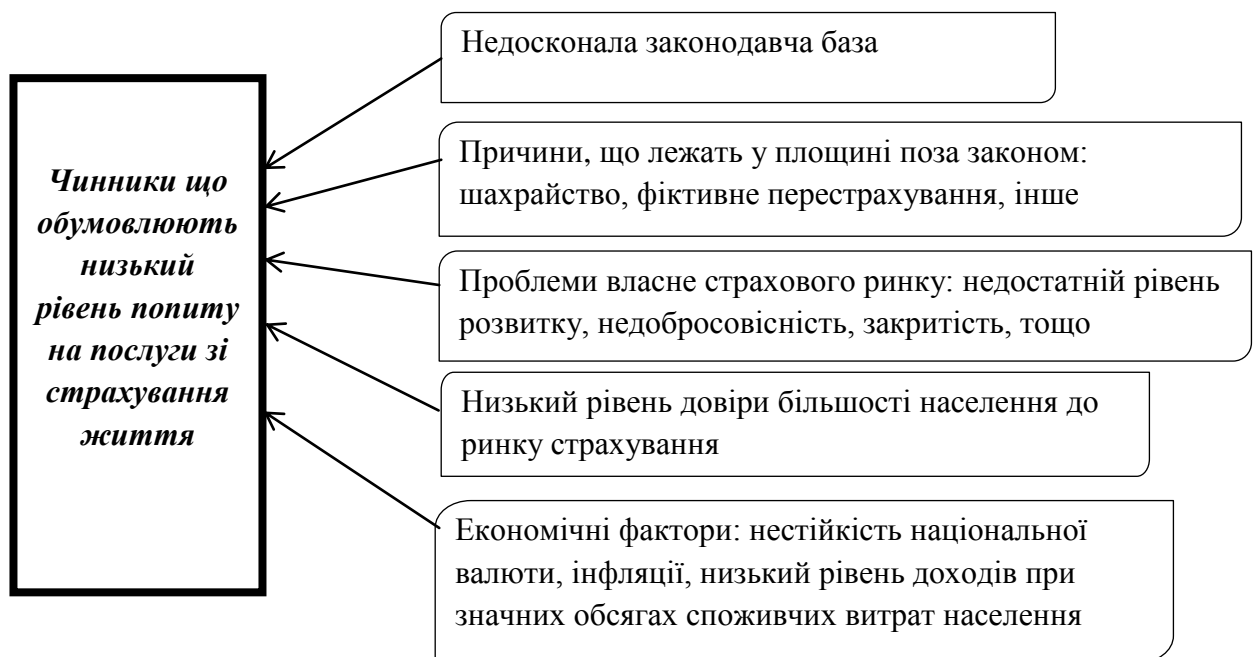 Чинники що
обумовлюють
низький
рівень попиту
на послуги зі
страхування
життя
Недосконала законодавча база
Причини, що лежать у площині поза законом:
шахрайство, фіктивне перестрахування, інше
Проблеми власне страхового ринку: недостатній рівень
розвитку, недобросовісність, закритість, тощо
Низький рівень довіри більшості населення до
ринку страхування
Економічні фактори: нестійкість національної
валюти, інфляції, низький рівень доходів при
значних обсягах споживчих витрат населення